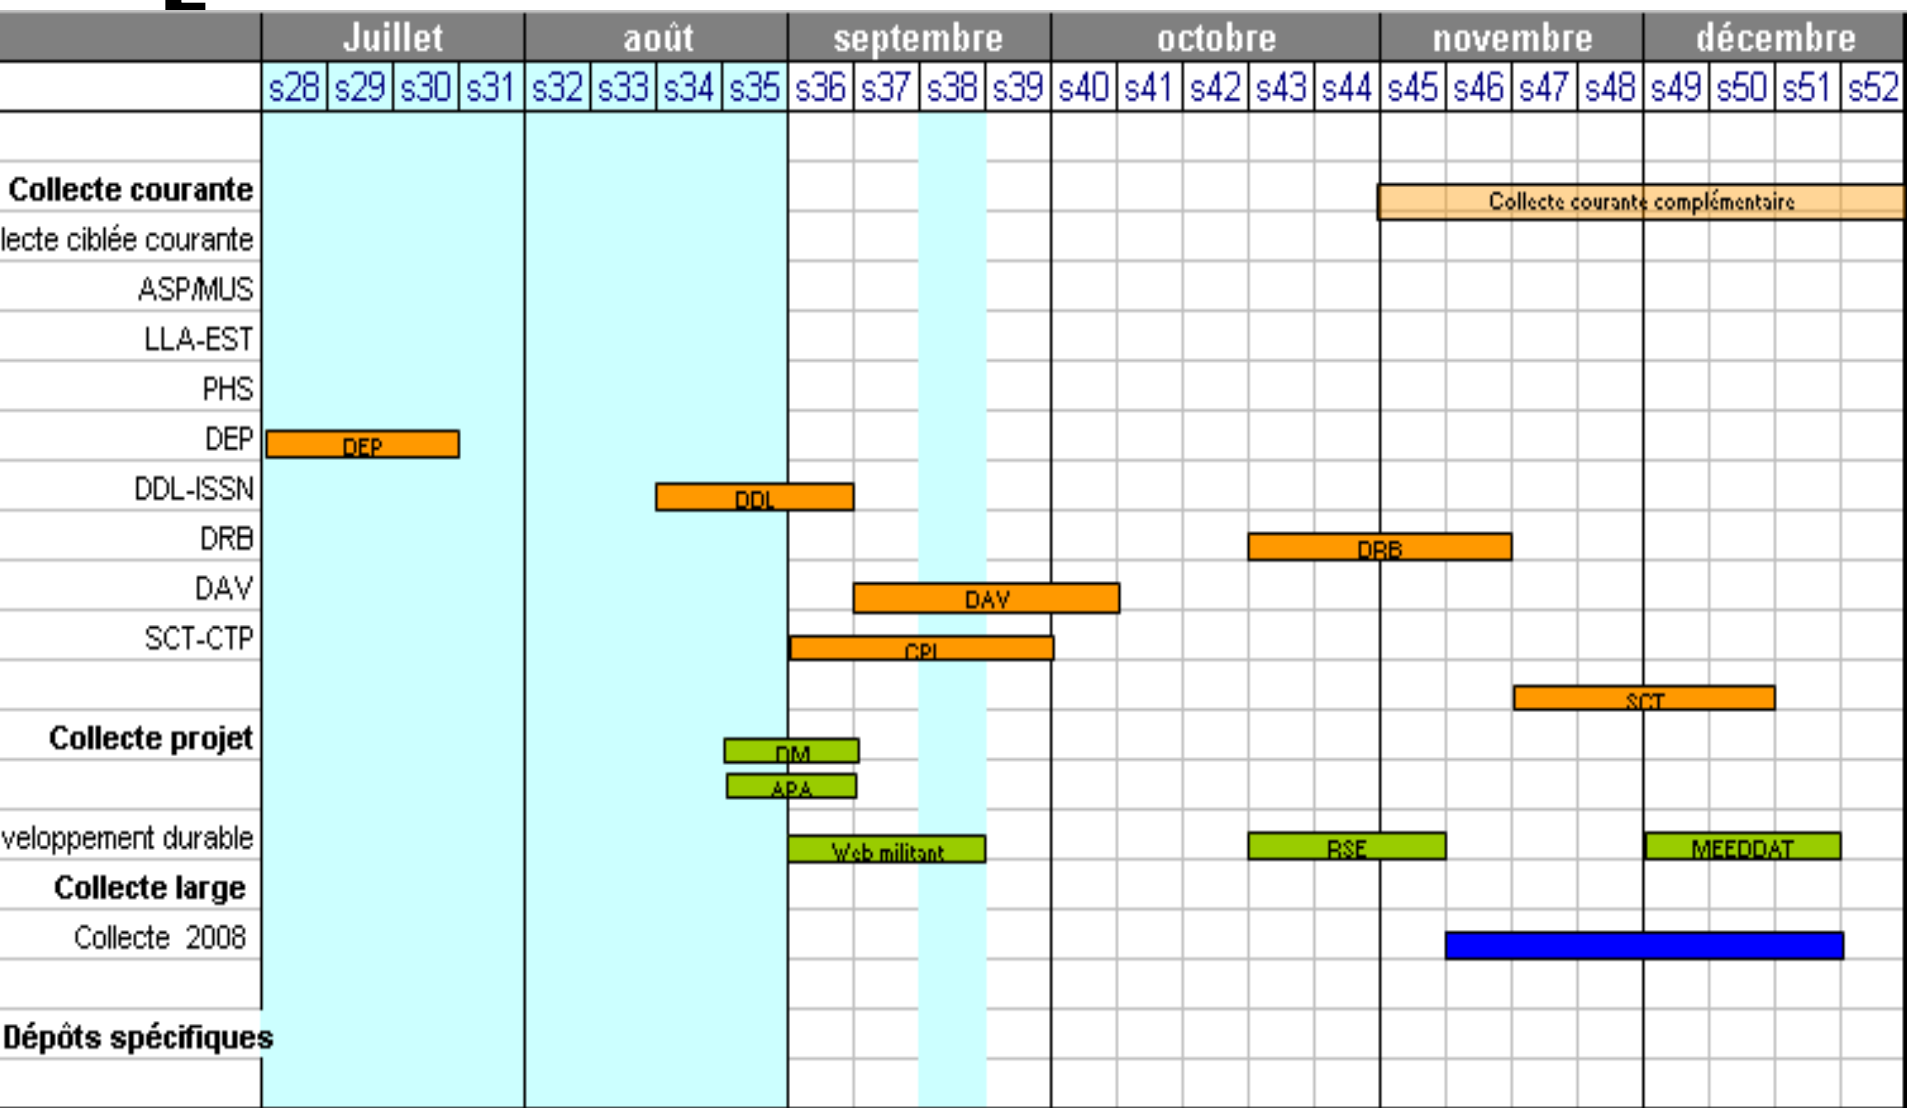 Juillet août septembre octobre novembre décembre
s28 s29 s30 s31 s32 s33 s34 s35 s36 s37 s38 s39 s40 s41 s42 s43 s44 s45 s46 s47 s48 s49 s50 s51 s52
Collecte courante
Collecte courante complémentaire
lecte ciblée courante
ASP/MUS
LLA-EST
PHS
DEP DEP
DDL-ISSN DDL
DRB DRB
DAV DAV
SCT-CTP CPL
SCT
Collecte projet DM
APA
veloppement durable Web militant RSE MEEDDAT
Collecte large
Collecte 2008
Dépôts spécifiques